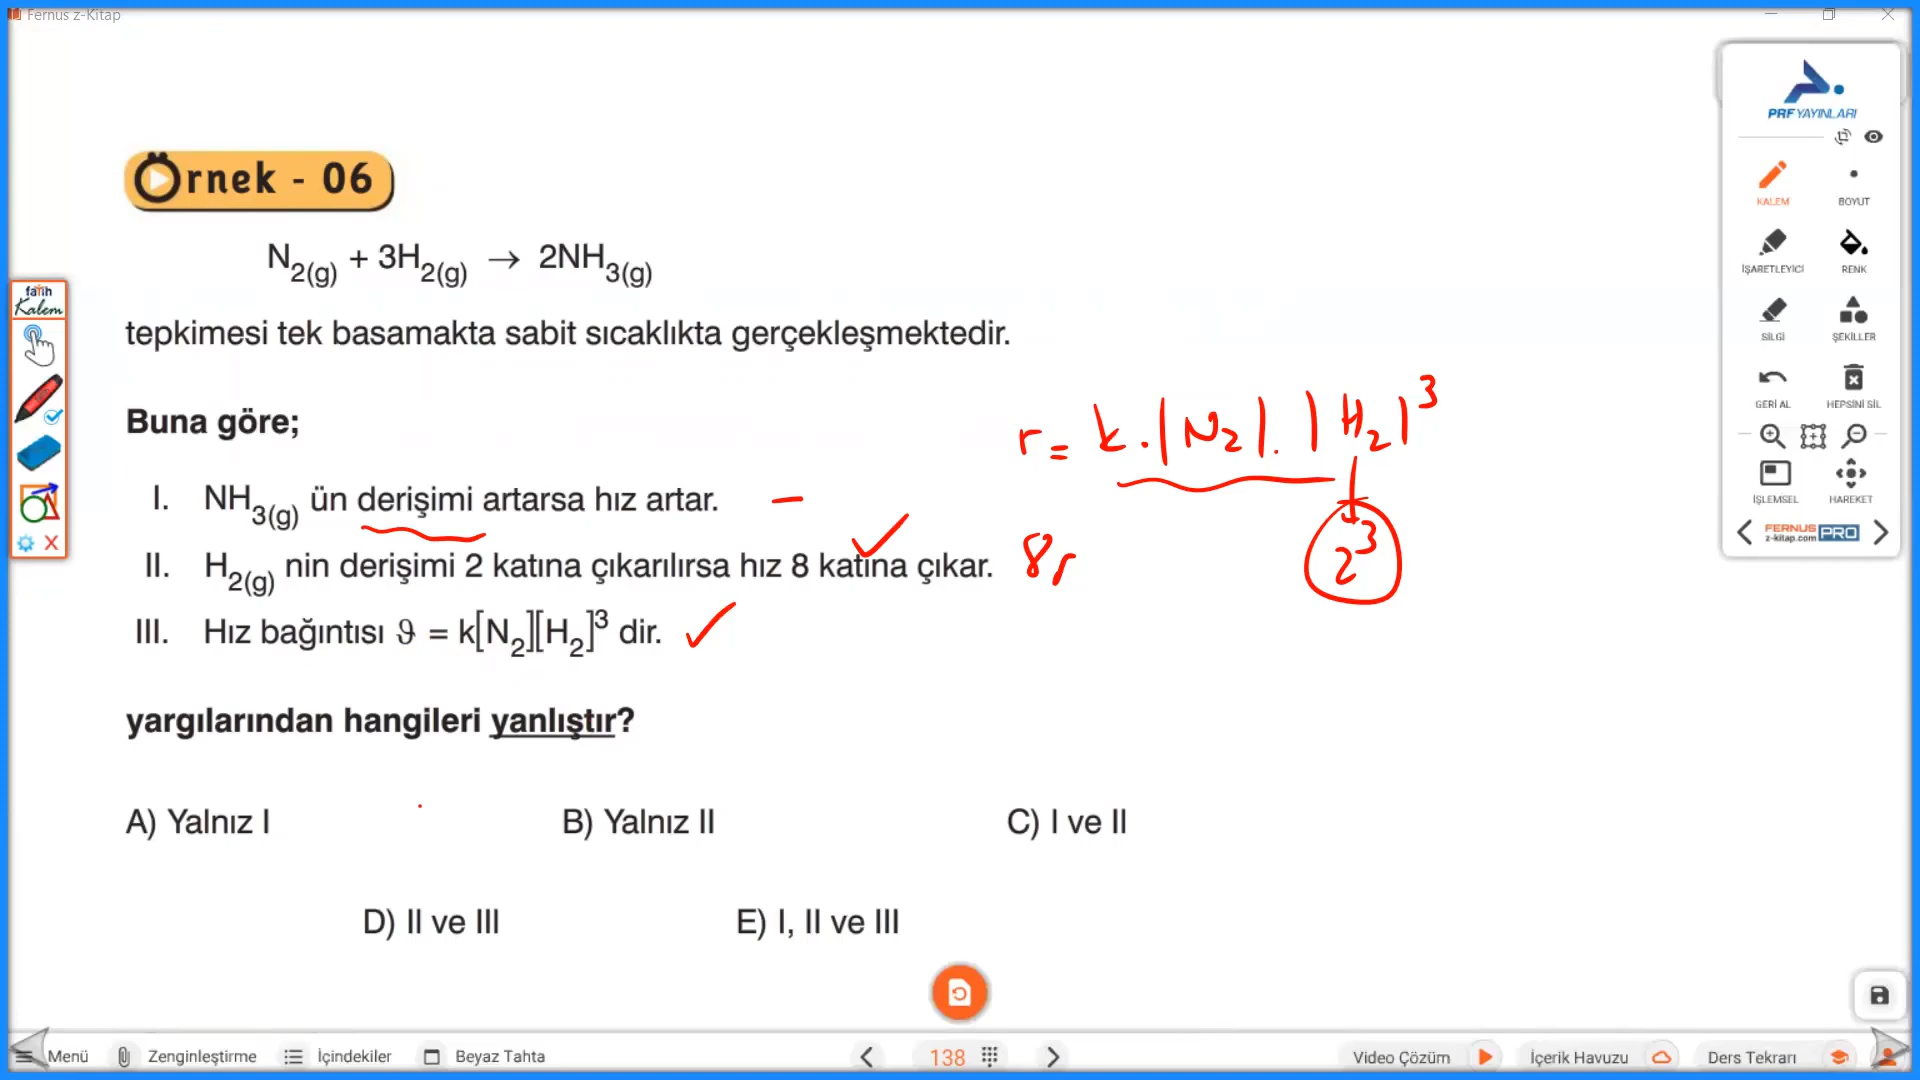 Fernus z-Kitap
PRF YAYINLARI
KALEM
BOYUT
İŞARETLEYİCİ
RENK
SİLGİ
ŞEKİLLER
GERİ AL
HEPSİNİ SİL
İŞLEMSEL
HAREKET
FERNUS PRO
z-kitap.com
fatih
Kalem
Örnek - 06
N2(g) + 3H2(g) → 2NH3(g)
tepkimesi tek basamakta sabit sıcaklıkta gerçekleşmektedir.
Buna göre;
r = k.|N2|.|H2|^3
I. NH3(g) ün derişimi artarsa hız artar. –
II. H2(g) nin derişimi 2 katına çıkarılırsa hız 8 katına çıkar. ✓ 8r
2^3
III. Hız bağıntısı ϑ = k[N2][H2]^3 dir. ✓
yargılarından hangileri yanlıştır?
A) Yalnız I B) Yalnız II C) I ve II
D) II ve III E) I, II ve III
Menü Zenginleştirme İçindekiler Beyaz Tahta 138 Video Çözüm İçerik Havuzu Ders Tekrarı